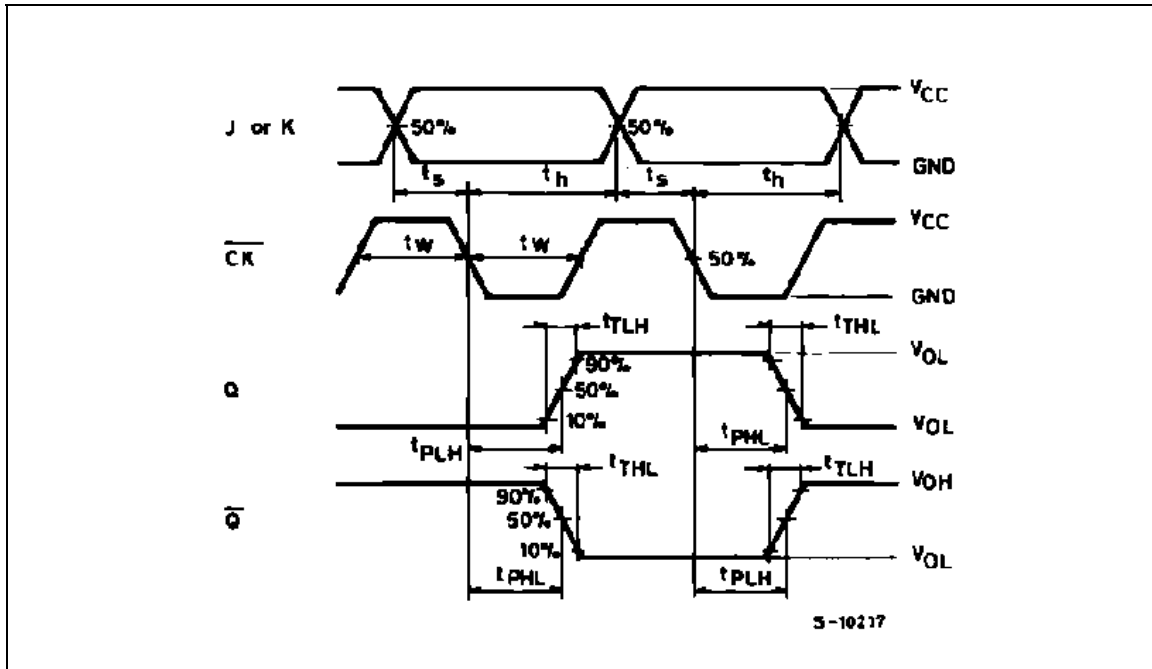 VCC
J or K
50%
50%
GND
ts
th
ts
th
VCC
CK
tW
tW
50%
GND
tTLH
tTHL
VOL
90%
Q
50%
10%
VOL
tPLH
tPHL
tTHL
tTLH
VOH
90%
Q
50%
10%
VOL
tPHL
tPLH